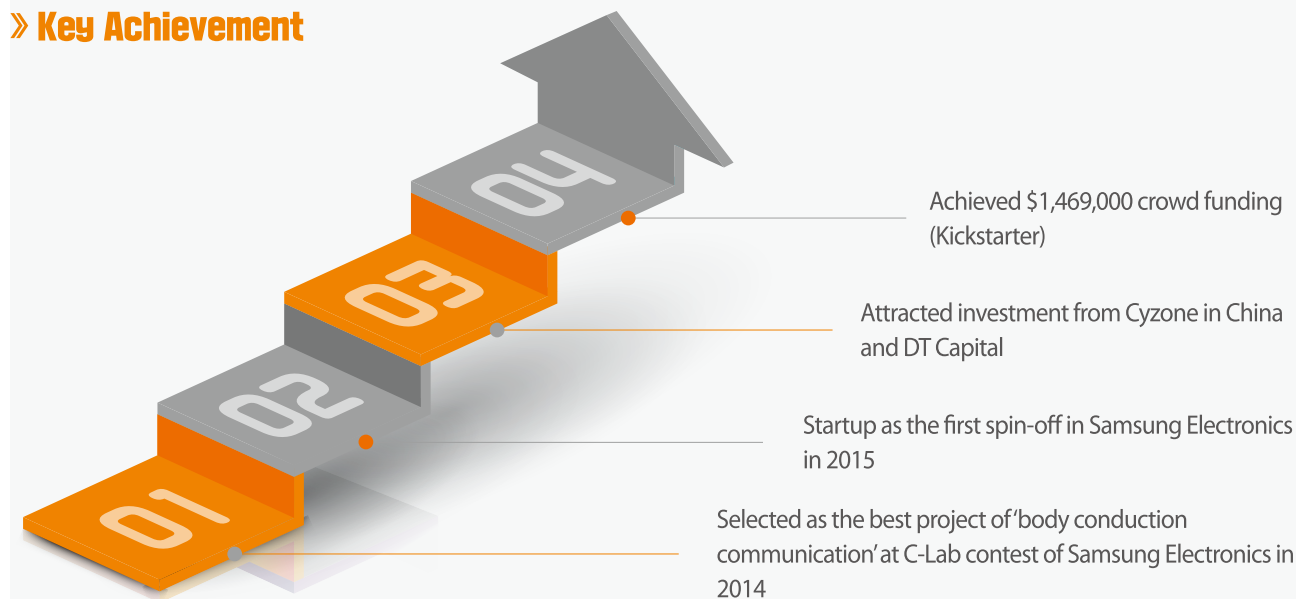 » Key Achievement
04
Achieved $1,469,000 crowd funding
(Kickstarter)
03
Attracted investment from Cyzone in China
and DT Capital
02
Startup as the first spin-off in Samsung Electronics
in 2015
01
Selected as the best project of ‘body conduction
communication’ at C-Lab contest of Samsung Electronics in
2014